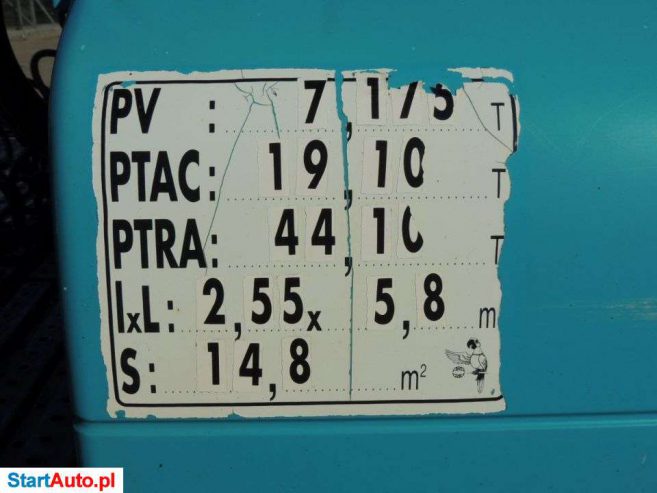 PV : 7,175 T
PTAC: 19,10 T
PTRA: 44,10 T
lxL: 2,55x 5,8 m
S: 14,8 m²
StartAuto.pl